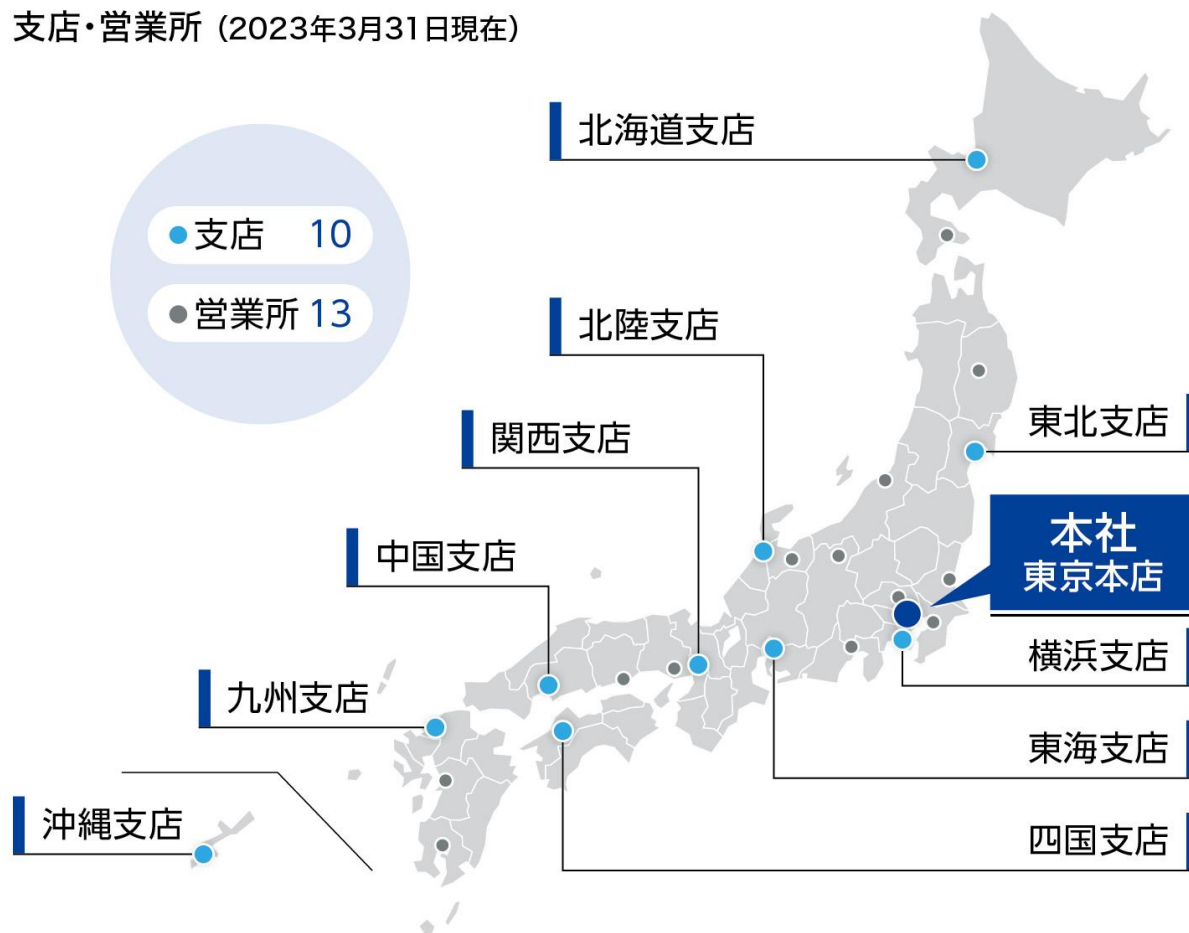 支店･営業所（2023年3月31日現在）
支店 10
営業所 13
北海道支店
北陸支店
東北支店
関西支店
本社
東京本店
中国支店
横浜支店
九州支店
東海支店
沖縄支店
四国支店